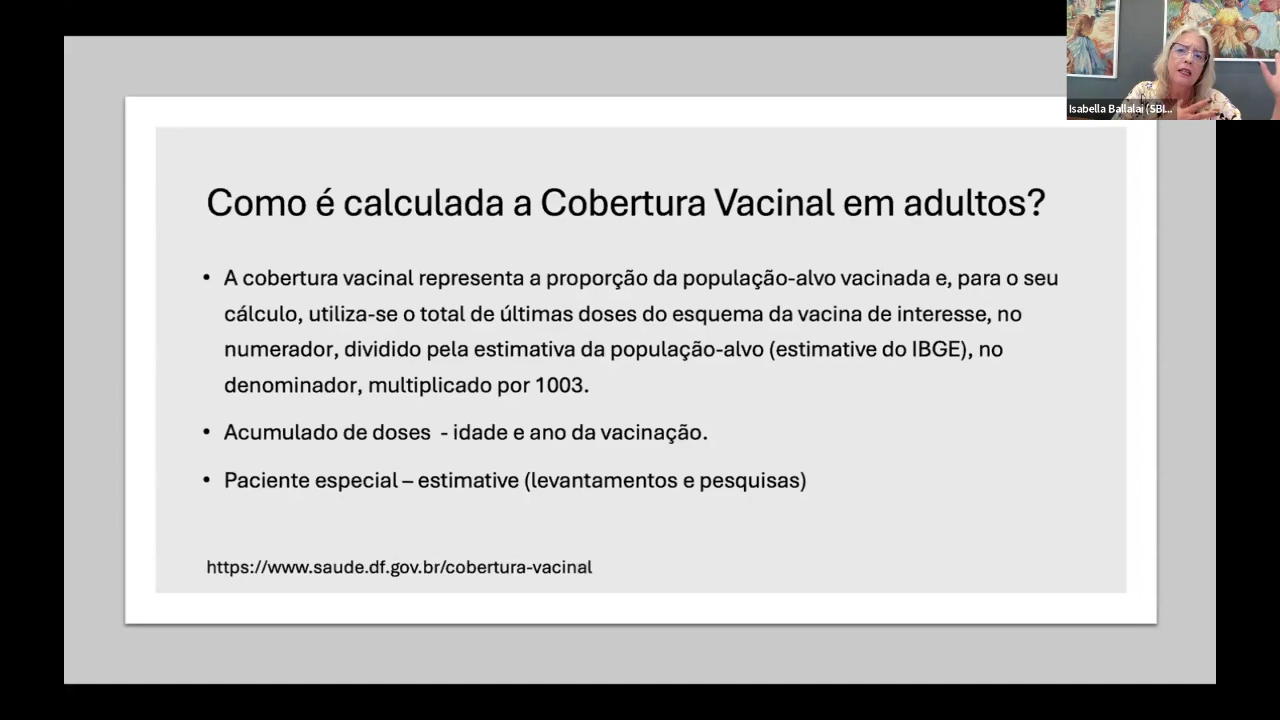 Isabella Ballalai (SBI...
Como é calculada a Cobertura Vacinal em adultos?
• A cobertura vacinal representa a proporção da população-alvo vacinada e, para o seu
cálculo, utiliza-se o total de últimas doses do esquema da vacina de interesse, no
numerador, dividido pela estimativa da população-alvo (estimative do IBGE), no
denominador, multiplicado por 1003.
• Acumulado de doses - idade e ano da vacinação.
• Paciente especial – estimative (levantamentos e pesquisas)
https://www.saude.df.gov.br/cobertura-vacinal